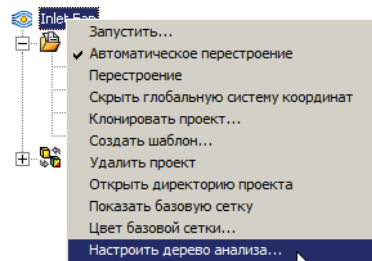 Inlet Fan
Запустить...
Автоматическое перестроение
Перестроение
Скрыть глобальную систему координат
Клонировать проект...
Создать шаблон...
Удалить проект
Открыть директорию проекта
Показать базовую сетку
Цвет базовой сетки...
Настроить дерево анализа...